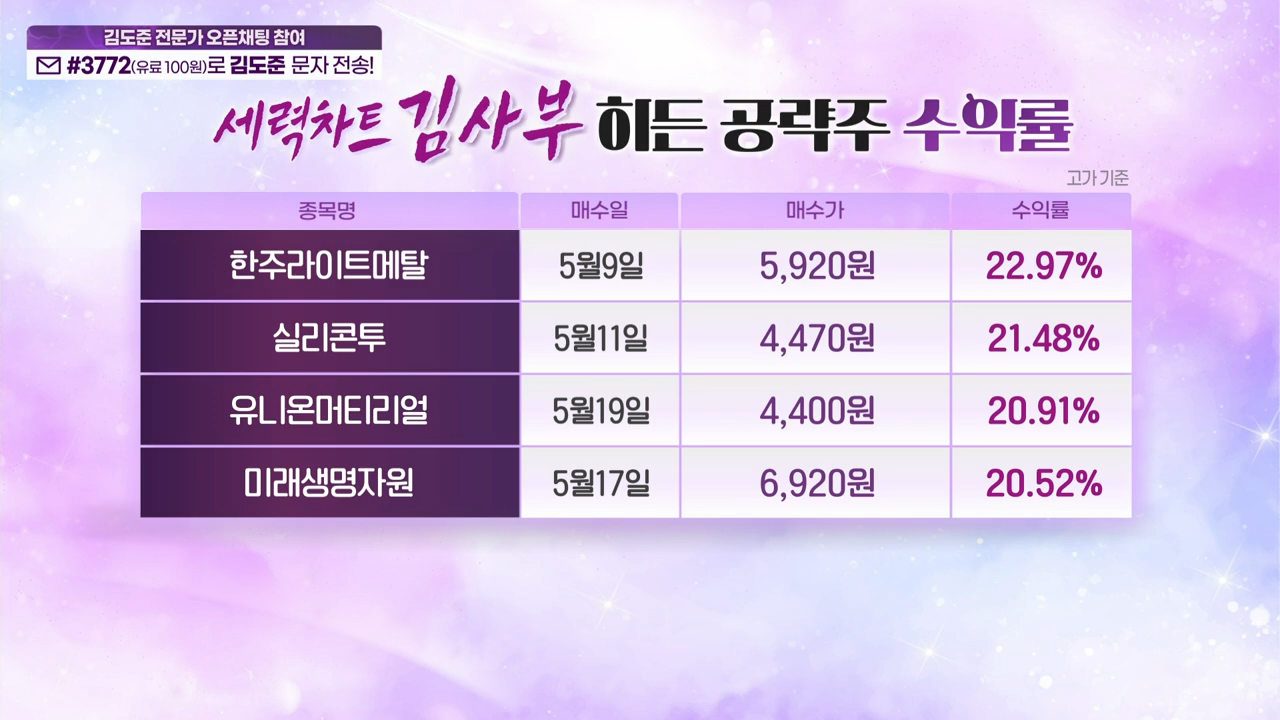 김도준 전문가 오픈채팅 참여
#3772(유료 100원)로 김도준 문자 전송!
세력차트 김사부 히든 공략주 수익률
고가 기준
종목명 매수일 매수가 수익률
한주라이트메탈 5월9일 5,920원 22.97%
실리콘투 5월11일 4,470원 21.48%
유니온머티리얼 5월19일 4,400원 20.91%
미래생명자원 5월17일 6,920원 20.52%